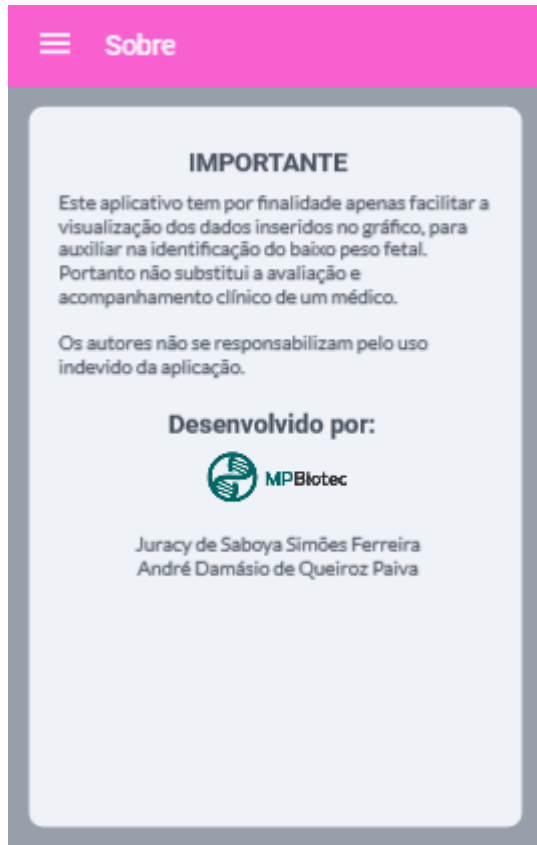 Sobre
IMPORTANTE
Este aplicativo tem por finalidade apenas facilitar a
visualização dos dados inseridos no gráfico, para
auxiliar na identificação do baixo peso fetal.
Portanto não substitui a avaliação e
acompanhamento clínico de um médico.
Os autores não se responsabilizam pelo uso
indevido da aplicação.
Desenvolvido por:
MPBiotec
Juracy de Saboya Simões Ferreira
André Damásio de Queiroz Paiva